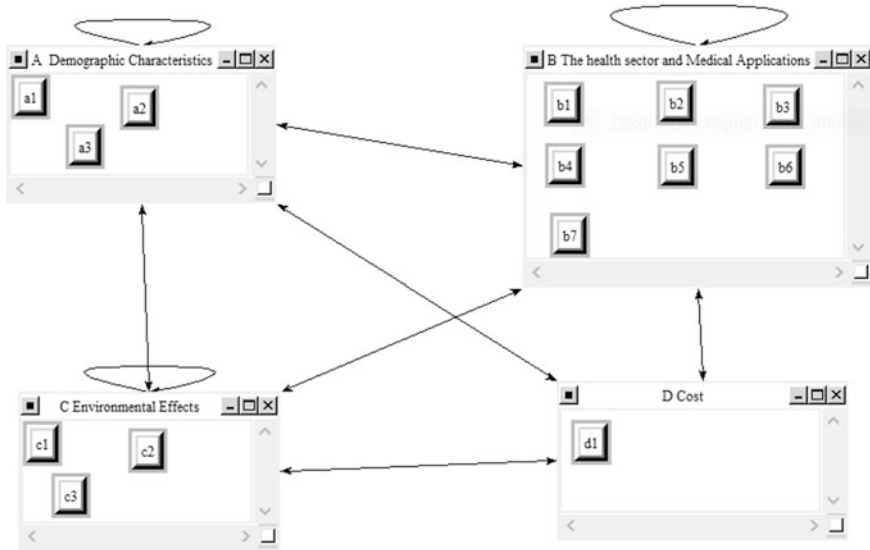 A Demographic Characteristics
a1
a2
a3
B The health sector and Medical Applications
b1
b2
b3
b4
b5
b6
b7
C Environmental Effects
c1
c2
c3
D Cost
d1